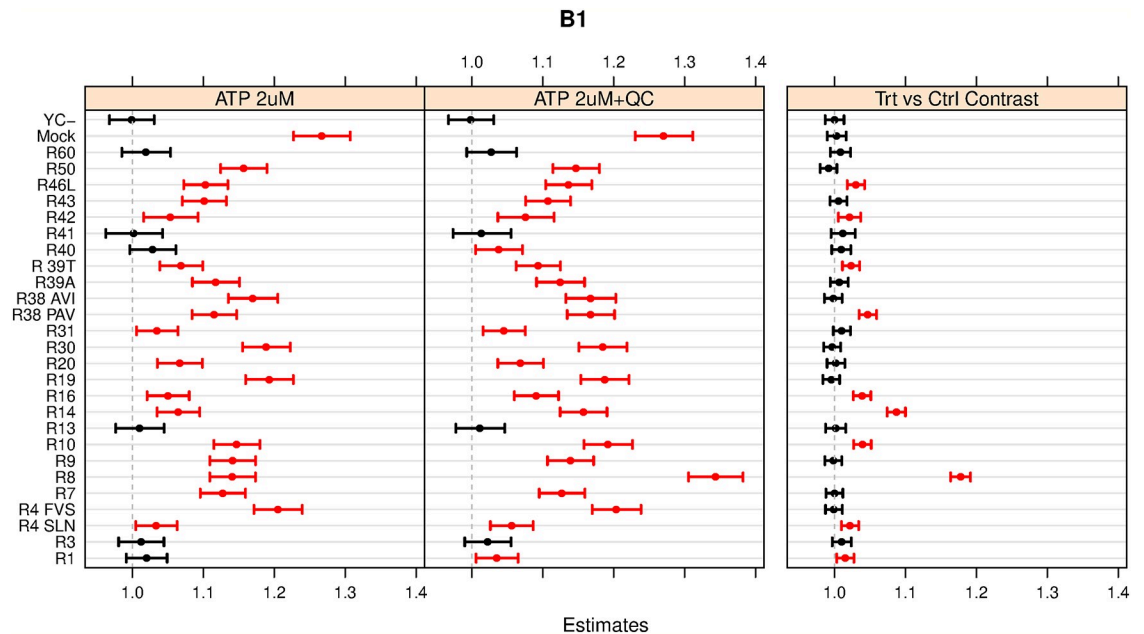 B1
1.0 1.1 1.2 1.3 1.4
ATP 2uM ATP 2uM+QC Trt vs Ctrl Contrast
YC−
Mock
R60
R50
R46L
R43
R42
R41
R40
R 39T
R39A
R38 AVI
R38 PAV
R31
R30
R20
R19
R16
R14
R13
R10
R9
R8
R7
R4 FVS
R4 SLN
R3
R1
1.0 1.1 1.2 1.3 1.4 1.0 1.1 1.2 1.3 1.4
Estimates